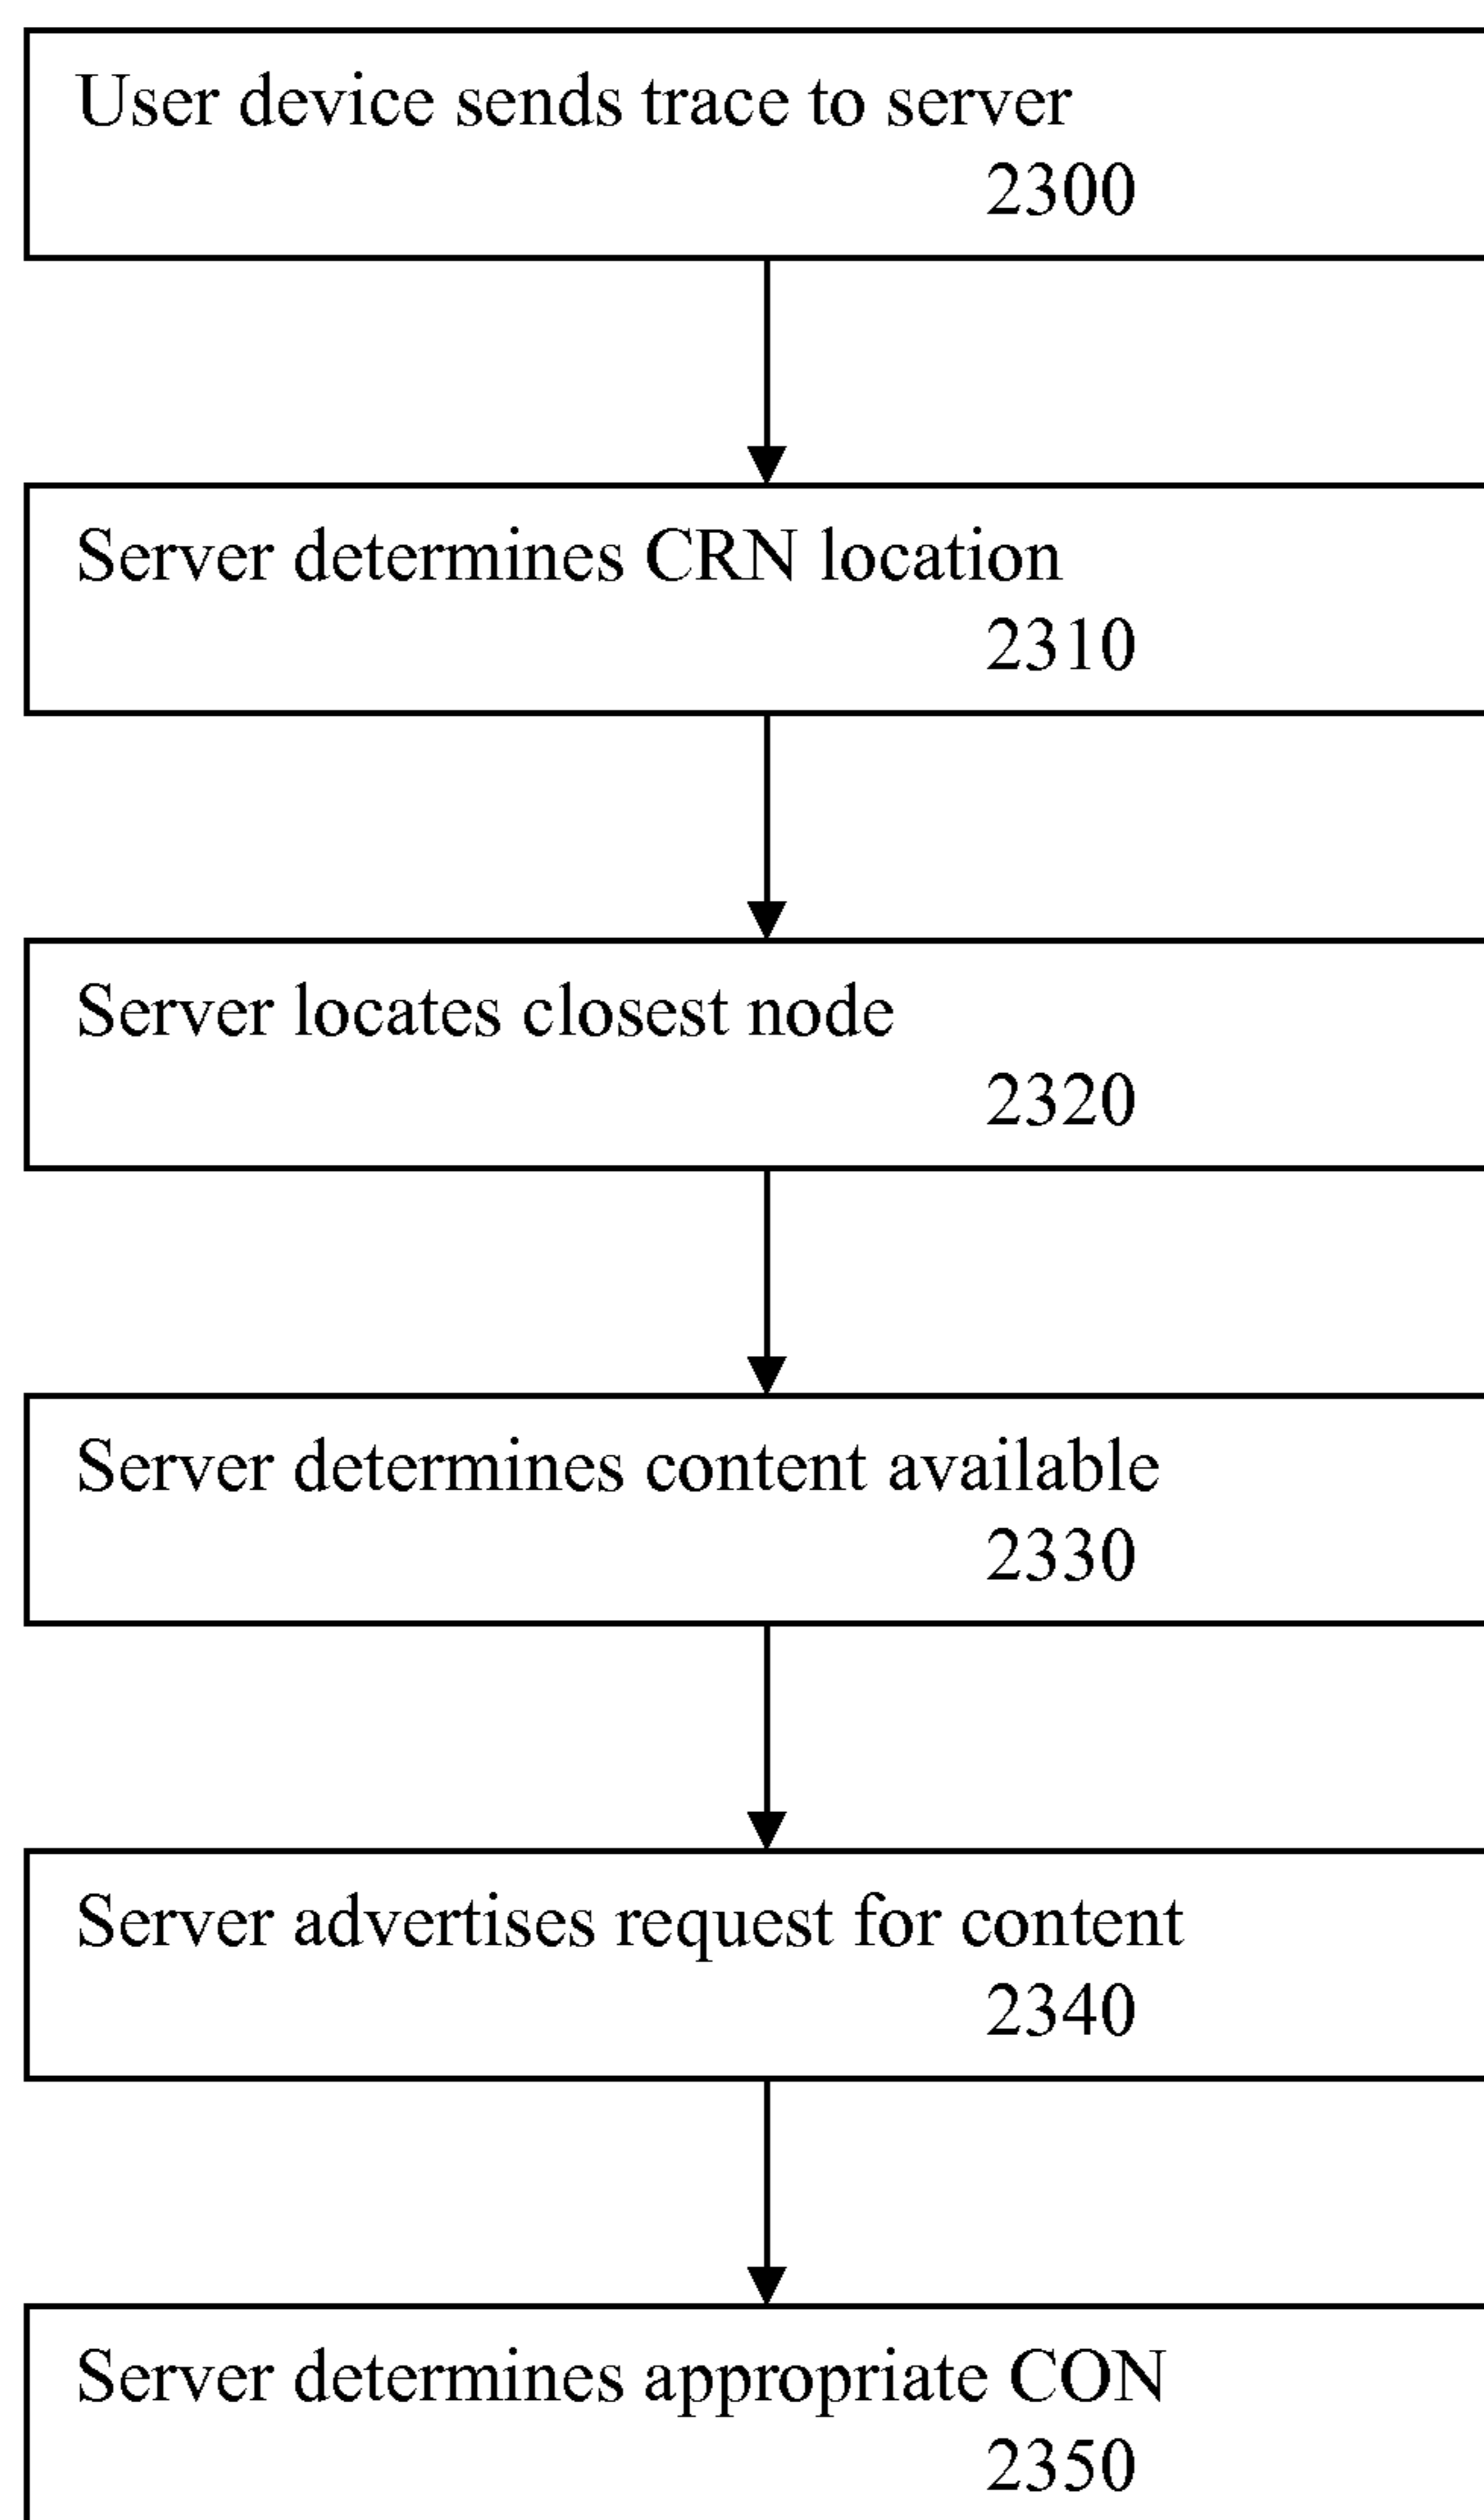 User device sends trace to server
2300
Server determines CRN location
2310
Server locates closest node
2320
Server determines content available
2330
Server advertises request for content
2340
Server determines appropriate CON
2350